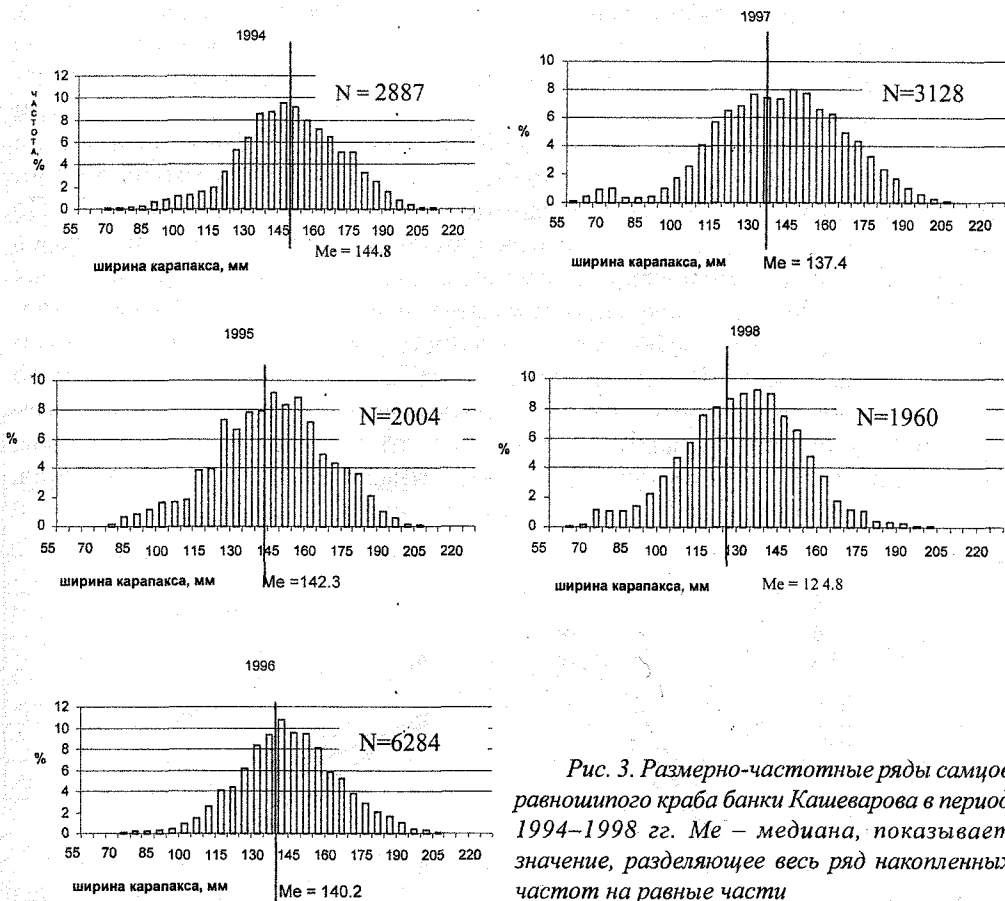 1994
ЧАСТОТА, %
12
10
8
6
4
2
0
N = 2887
55 70 85 100 115 130 145 160 175 190 205 220
Me = 144.8
ширина карапакса, мм
1997
%
10
8
6
4
2
0
N=3128
55 70 85 100 115 130 145 160 175 190 205 220
ширина карапакса, мм
Me = 137.4
1995
%
10
8
6
4
2
0
N=2004
55 70 85 100 115 130 145 160 175 190 205 220
ширина карапакса, мм
Me =142.3
1998
%
10
8
6
4
2
0
N=1960
55 70 85 100 115 130 145 160 175 190 205 220
ширина карапакса, мм
Me = 12 4.8
1996
%
12
10
8
6
4
2
0
N=6284
55 70 85 100 115 130 145 160 175 190 205 220
ширина карапакса, мм
Me = 140.2
Рис. 3. Размерно-частотные ряды самцов
равношипого краба банки Кашеварова в период
1994–1998 гг. Me – медиана, показывает
значение, разделяющее весь ряд накопленных
частот на равные части